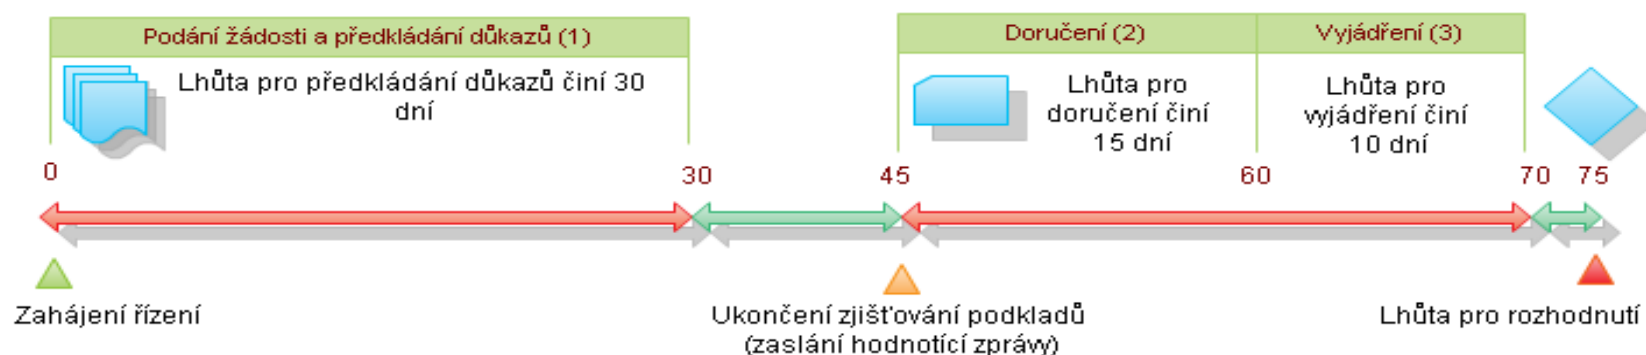 Podání žádosti a předkládání důkazů (1)
Lhůta pro předkládání důkazů činí 30
dní
Doručení (2)
Vyjádření (3)
Lhůta pro
doručení činí
15 dní
Lhůta pro
vyjádření činí
10 dní
0
30
45
60
70
75
Zahájení řízení
Ukončení zjišťování podkladů
(zaslání hodnotící zprávy)
Lhůta pro rozhodnutí